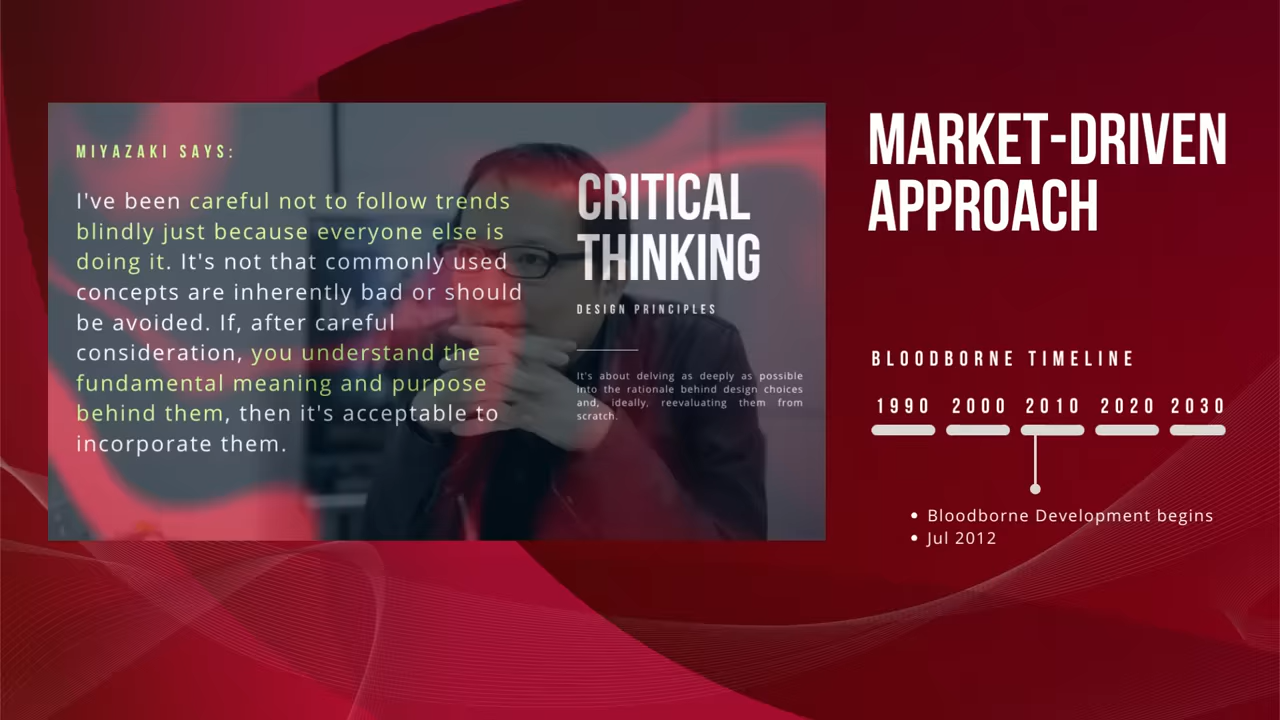 MIYAZAKI SAYS:
I've been careful not to follow trends
blindly just because everyone else is
doing it. It's not that commonly used
concepts are inherently bad or should
be avoided. If, after careful
consideration, you understand the
fundamental meaning and purpose
behind them, then it's acceptable to
incorporate them.
CRITICAL
THINKING
DESIGN PRINCIPLES
It's about delving as deeply as possible
into the rationale behind design choices
and, ideally, reevaluating them from
scratch.
MARKET-DRIVEN
APPROACH
BLOODBORNE TIMELINE
1990 2000 2010 2020 2030
• Bloodborne Development begins
• Jul 2012